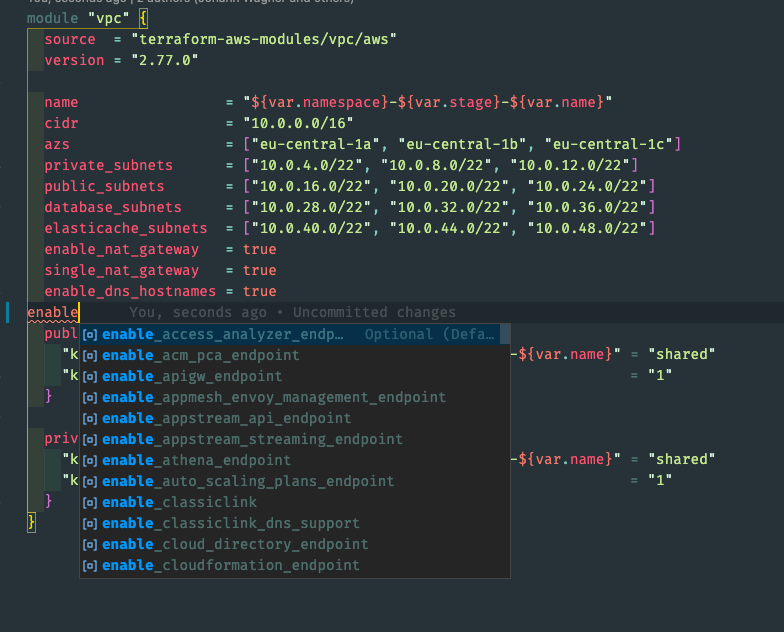 You, seconds ago | 2 authors (Johann Wagner and others)
module "vpc" {
source = "terraform-aws-modules/vpc/aws"
version = "2.77.0"
name = "${var.namespace}-${var.stage}-${var.name}"
cidr = "10.0.0.0/16"
azs = ["eu-central-1a", "eu-central-1b", "eu-central-1c"]
private_subnets = ["10.0.4.0/22", "10.0.8.0/22", "10.0.12.0/22"]
public_subnets = ["10.0.16.0/22", "10.0.20.0/22", "10.0.24.0/22"]
database_subnets = ["10.0.28.0/22", "10.0.32.0/22", "10.0.36.0/22"]
elasticache_subnets = ["10.0.40.0/22", "10.0.44.0/22", "10.0.48.0/22"]
enable_nat_gateway = true
single_nat_gateway = true
enable_dns_hostnames = true
enable You, seconds ago • Uncommitted changes
publ enable_access_analyzer_endp… Optional (Defa…
"k enable_acm_pca_endpoint -${var.name}" = "shared"
"k enable_apigw_endpoint = "1"
} enable_appmesh_envoy_management_endpoint
enable_appstream_api_endpoint
priv enable_appstream_streaming_endpoint
"k enable_athena_endpoint -${var.name}" = "shared"
"k enable_auto_scaling_plans_endpoint = "1"
} enable_classiclink
} enable_classiclink_dns_support
enable_cloud_directory_endpoint
enable_cloudformation_endpoint